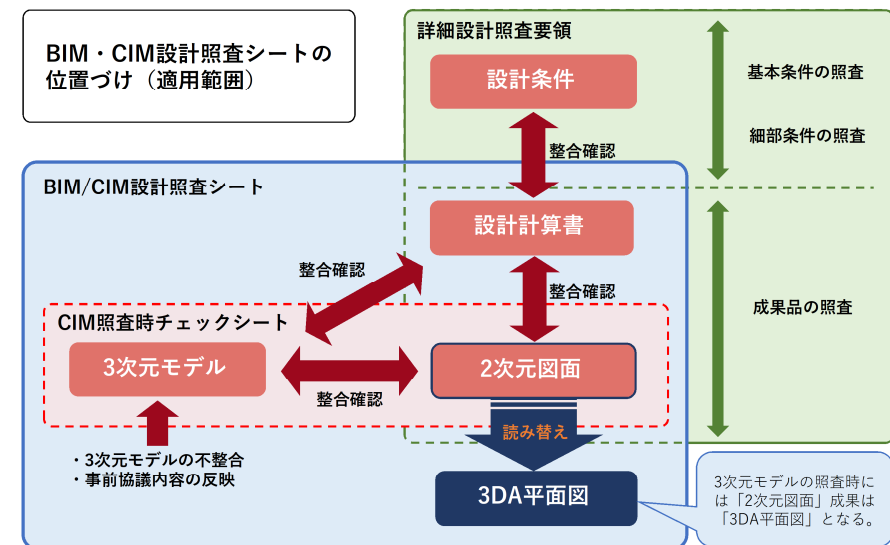 BIM・CIM設計照査シートの
位置づけ（適用範囲）
詳細設計照査要領
設計条件
基本条件の照査
細部条件の照査
整合確認
BIM/CIM設計照査シート
設計計算書
整合確認
整合確認
成果品の照査
CIM照査時チェックシート
3次元モデル
2次元図面
整合確認
読み替え
・3次元モデルの不整合
・事前協議内容の反映
3DA平面図
3次元モデルの照査時に
は「2次元図面」成果は
「3DA平面図」となる。